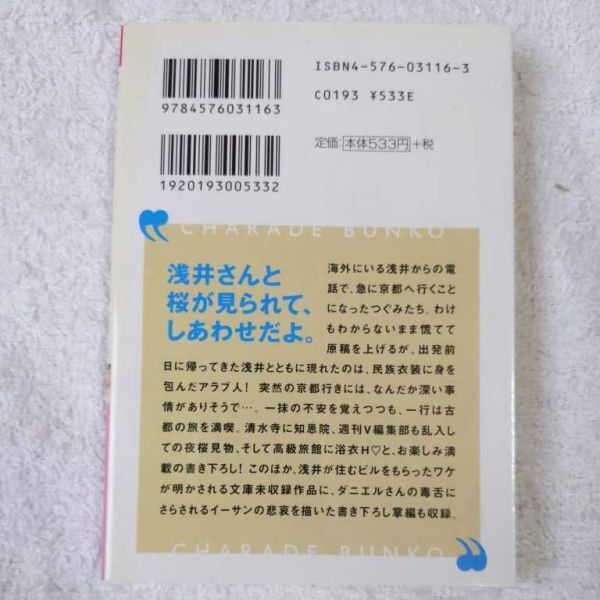 ISBN4-576-03116-3
9784576031163
C0193 ¥533E
定価:本体533円+税
1920193005332
CHARADE BUNKO
浅井さんと
桜が見られて、
しあわせだよ。
海外にいる浅井からの電
話で、急に京都へ行くこと
になったつぐみたち。わけ
もわからないまま慌てて
原稿を上げるが、出発前
日に帰ってきた浅井とともに現れたのは、民族衣装に身を
包んだアラブ人! 突然の京都行きには、なんだか深い事
情がありそうで…。一抹の不安を覚えつつも、一行は古
都の旅を満喫。清水寺に知恩院、週刊V編集部も乱入し
ての夜桜見物、そして高級旅館に浴衣H♡と、お楽しみ満
載の書き下ろし! このほか、浅井が住むビルをもらったワケ
が明かされる文庫未収録作品に、ダニエルさんの毒舌に
さらされるイーサンの悲哀を描いた書き下ろし掌編も収録。
CHARADE BUNKO